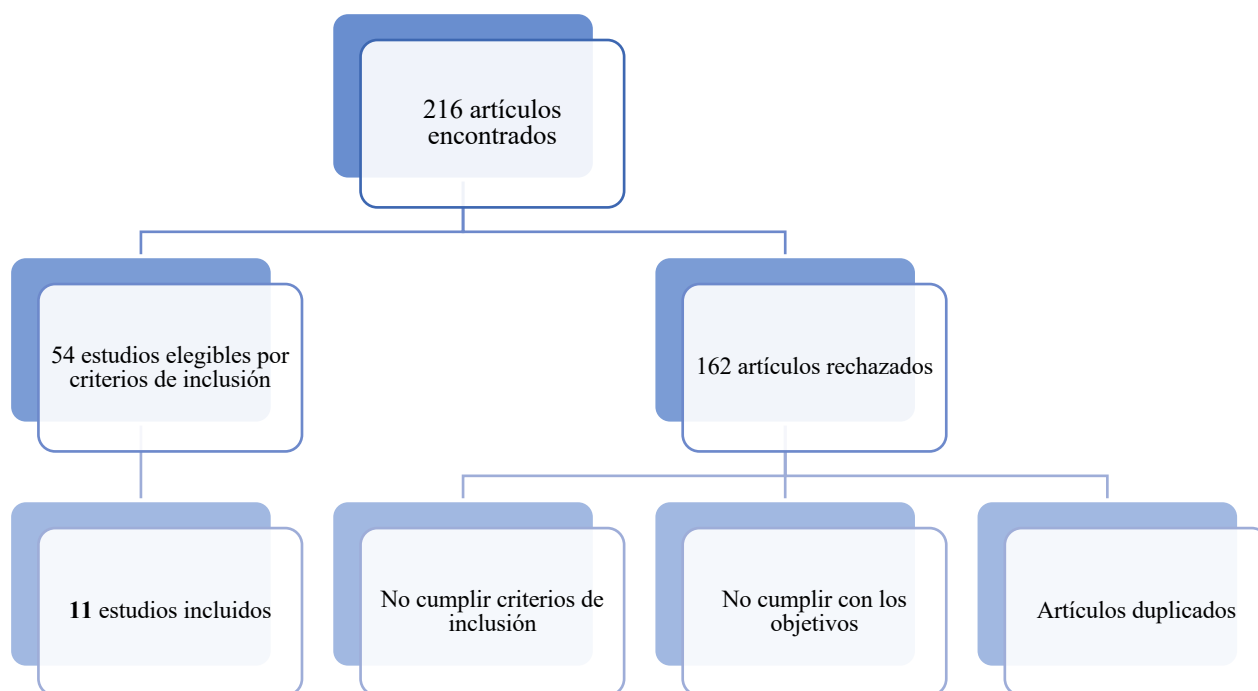 216 artículos
encontrados
54 estudios elegibles por
criterios de inclusión
162 artículos rechazados
11 estudios incluidos
No cumplir criterios de
inclusión
No cumplir con los
objetivos
Artículos duplicados